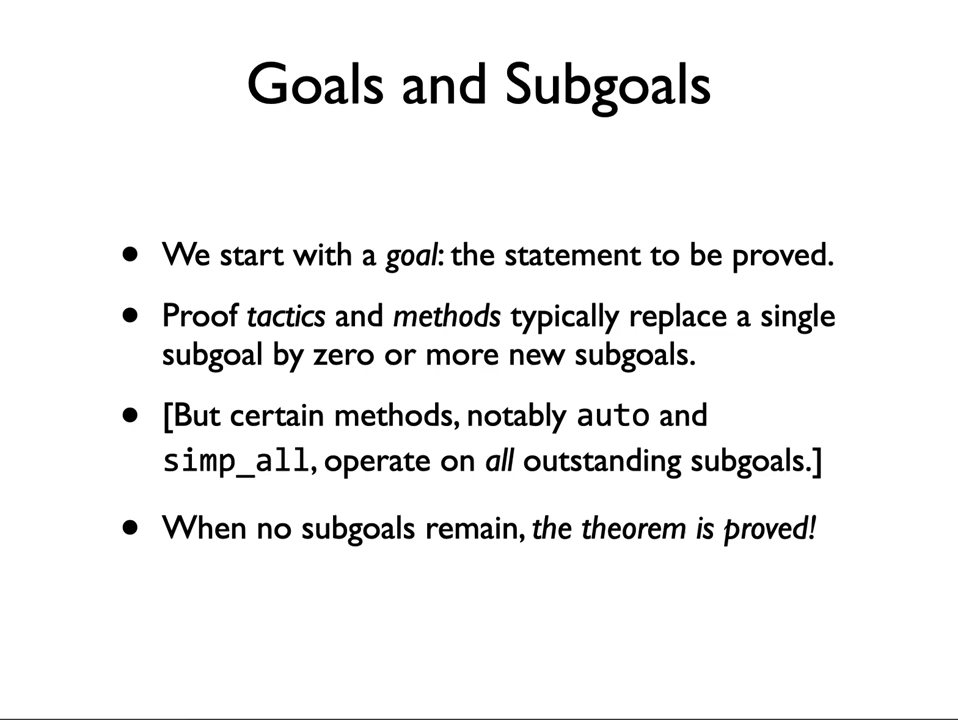 Goals and Subgoals
• We start with a goal: the statement to be proved.
• Proof tactics and methods typically replace a single
subgoal by zero or more new subgoals.
• [But certain methods, notably auto and
simp_all, operate on all outstanding subgoals.]
• When no subgoals remain, the theorem is proved!